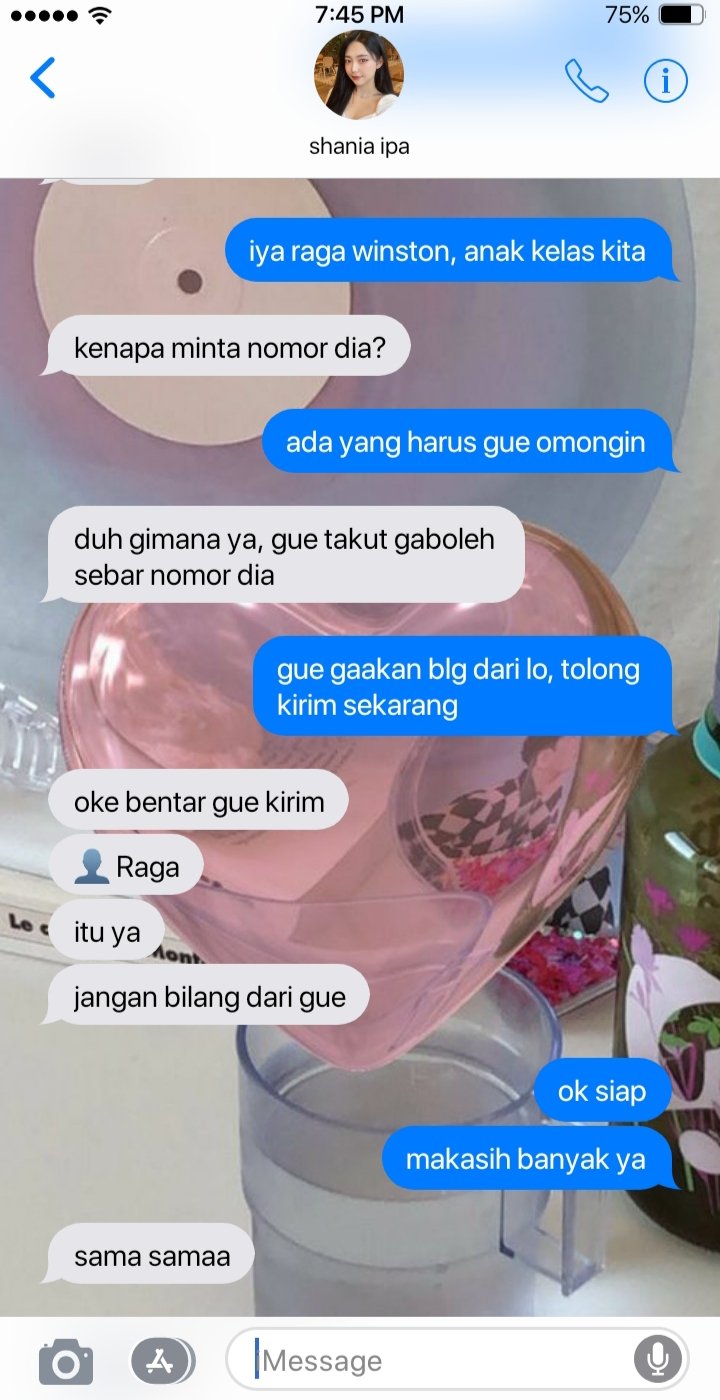 7:45 PM
75%
shania ipa
iya raga winston, anak kelas kita
kenapa minta nomor dia?
ada yang harus gue omongin
duh gimana ya, gue takut gaboleh
sebar nomor dia
gue gaakan blg dari lo, tolong
kirim sekarang
oke bentar gue kirim
👤 Raga
itu ya
jangan bilang dari gue
ok siap
makasih banyak ya
sama samaa
Message